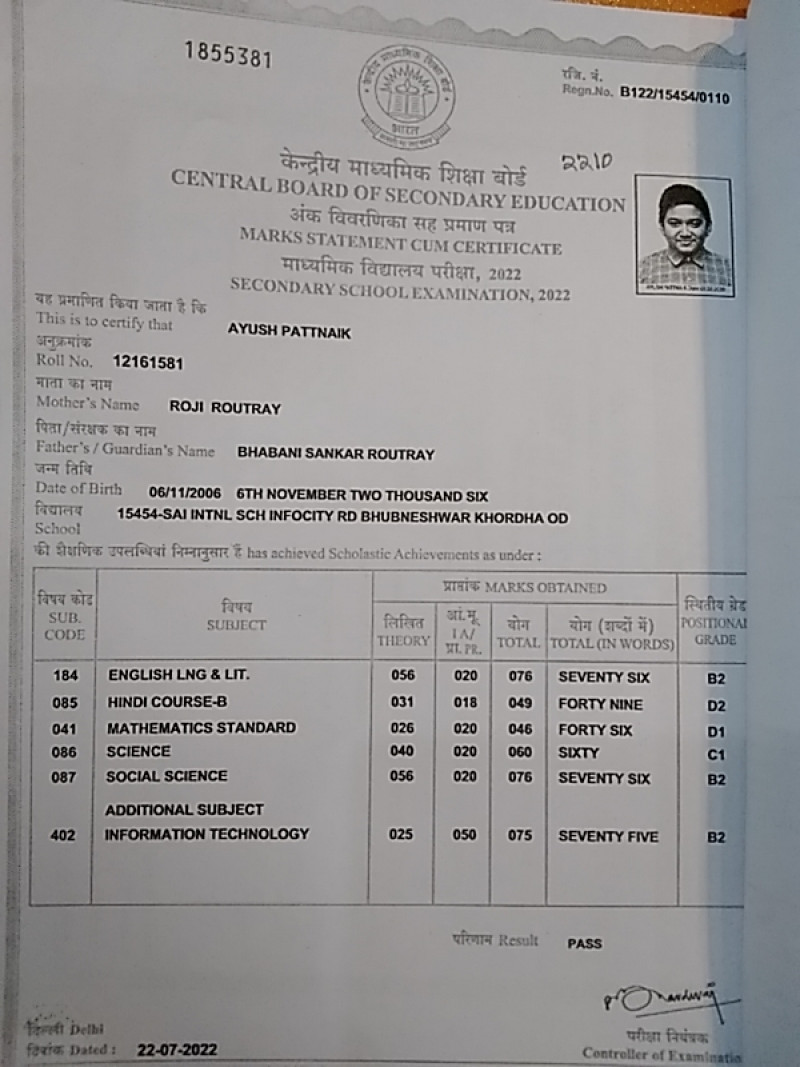 1855381
रजि. नं.
Regn.No. B122/15454/0110
भारत
2210
केन्द्रीय माध्यमिक शिक्षा बोर्ड
CENTRAL BOARD OF SECONDARY EDUCATION
अंक विवरणिका सह प्रमाण पत्र
MARKS STATEMENT CUM CERTIFICATE
माध्यमिक विद्यालय परीक्षा, 2022
SECONDARY SCHOOL EXAMINATION, 2022
यह प्रमाणित किया जाता है कि
This is to certify that AYUSH PATTNAIK
अनुक्रमांक
Roll No. 12161581
माता का नाम
Mother's Name ROJI ROUTRAY
पिता/संरक्षक का नाम
Father's / Guardian's Name BHABANI SANKAR ROUTRAY
जन्म तिथि
Date of Birth 06/11/2006 6TH NOVEMBER TWO THOUSAND SIX
विद्यालय
School 15454-SAI INTNL SCH INFOCITY RD BHUBNESHWAR KHORDHA OD
की शैक्षणिक उपलब्धियां निम्नानुसार हैं has achieved Scholastic Achievements as under :
विषय कोड SUB. CODE
विषय SUBJECT
प्राप्तांक MARKS OBTAINED
लिखित THEORY
आं.मू. IA/ प्रा. PR.
योग TOTAL
योग (शब्दों में) TOTAL (IN WORDS)
स्थितीय ग्रेड POSITIONAL GRADE
184 ENGLISH LNG & LIT. 056 020 076 SEVENTY SIX B2
085 HINDI COURSE-B 031 018 049 FORTY NINE D2
041 MATHEMATICS STANDARD 026 020 046 FORTY SIX D1
086 SCIENCE 040 020 060 SIXTY C1
087 SOCIAL SCIENCE 056 020 076 SEVENTY SIX B2
ADDITIONAL SUBJECT
402 INFORMATION TECHNOLOGY 025 050 075 SEVENTY FIVE B2
परिणाम Result PASS
दिल्ली Delhi
दिनांक Dated : 22-07-2022
परीक्षा नियंत्रक
Controller of Examinatio